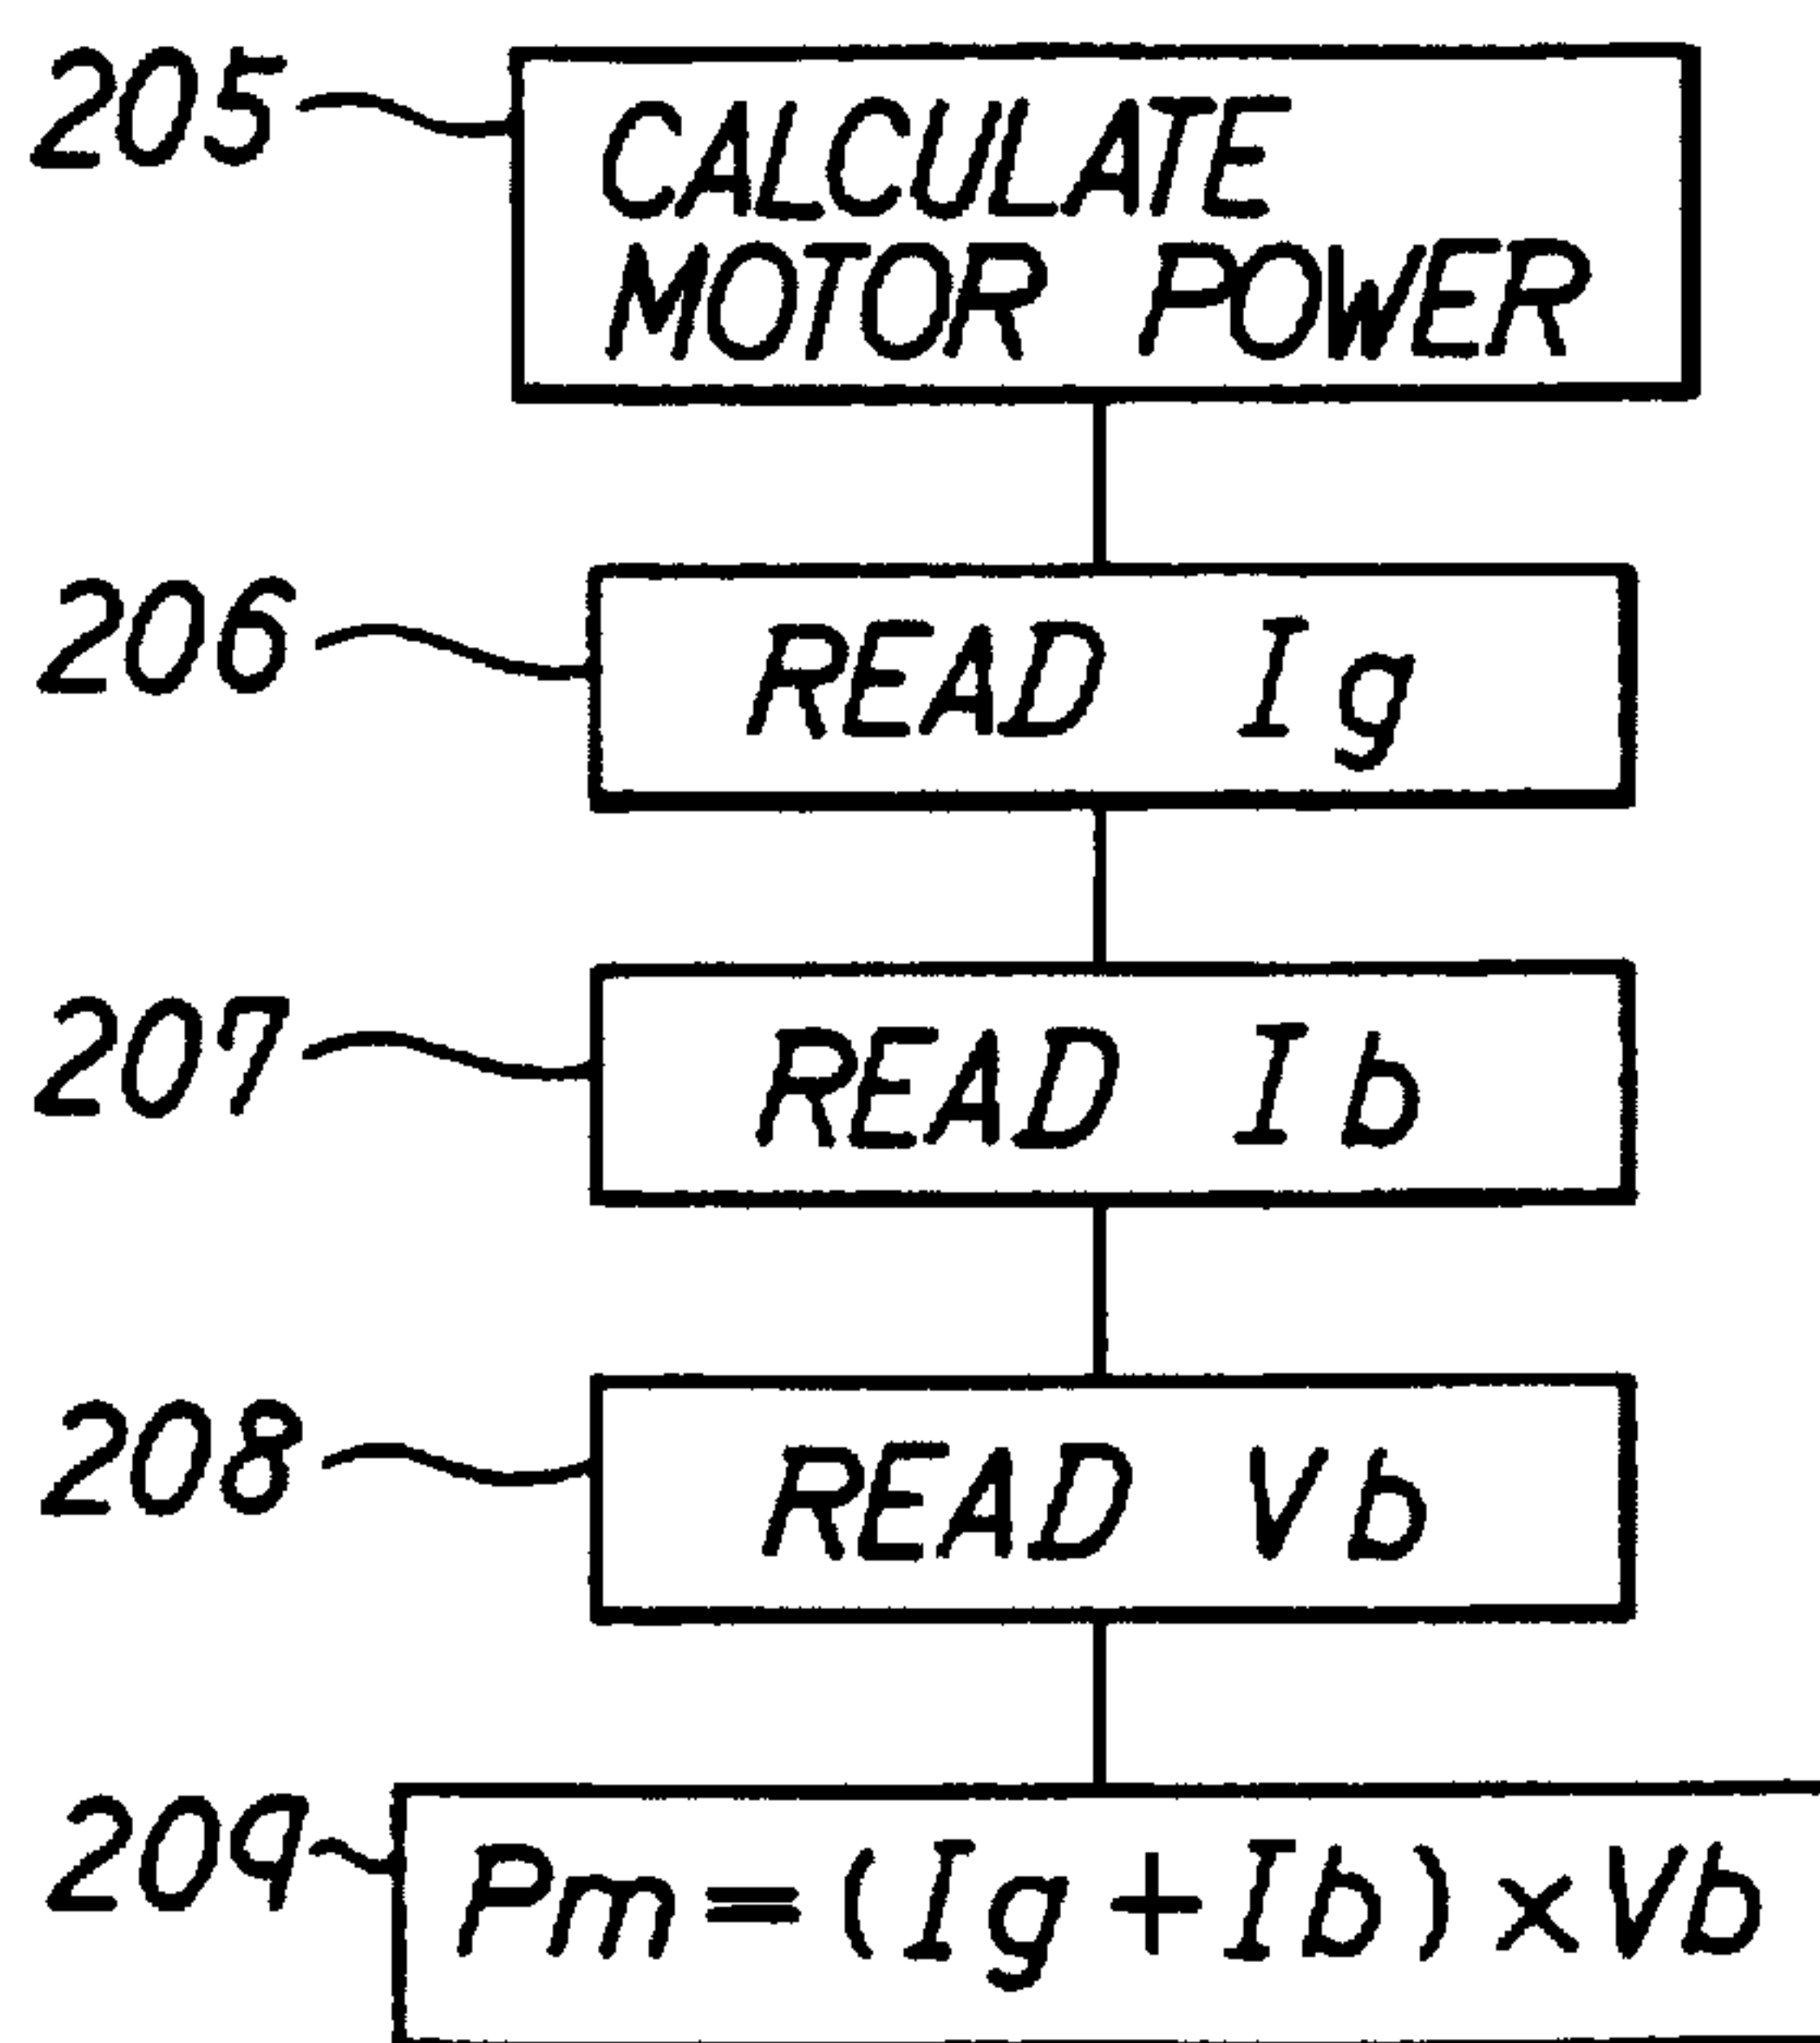 205
CALCULATE
MOTOR POWER
206
READ Ig
207
READ Ib
208
READ Vb
209
Pm=(Ig+Ib)×Vb